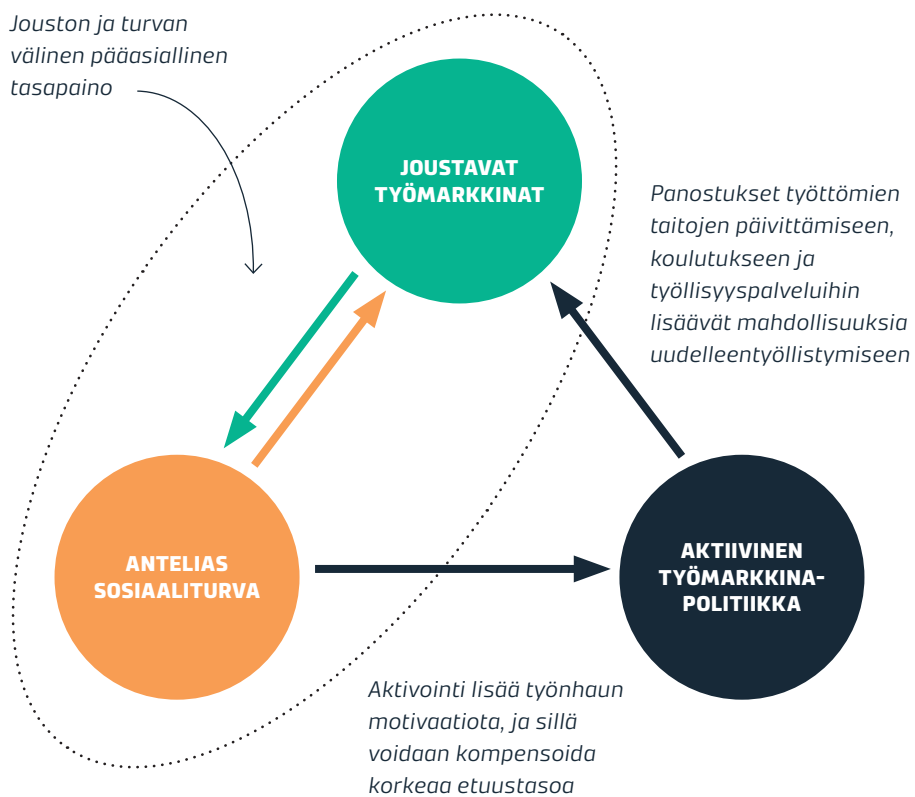 Jouston ja turvan
välinen pääasiallinen
tasapaino
JOUSTAVAT
TYÖMARKKINAT
Panostukset työttömien
taitojen päivittämiseen,
koulutukseen ja
työllisyyspalveluihin
lisäävät mahdollisuuksia
uudelleentyöllistymiseen
ANTELIAS
SOSIAALITURVA
AKTIIVINEN
TYÖMARKKINA-
POLITIIKKA
Aktivointi lisää työnhaun
motivaatiota, ja sillä
voidaan kompensoida
korkeaa etuustasoa